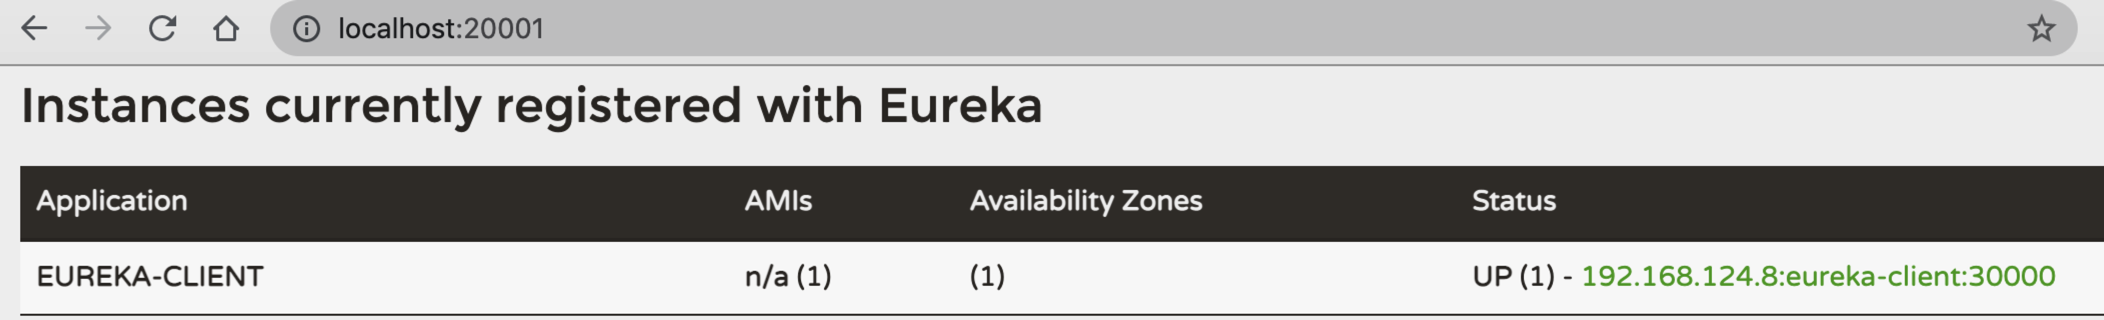 localhost:20001
Instances currently registered with Eureka
Application AMIs Availability Zones Status
EUREKA-CLIENT n/a (1) (1) UP (1) - 192.168.124.8:eureka-client:30000